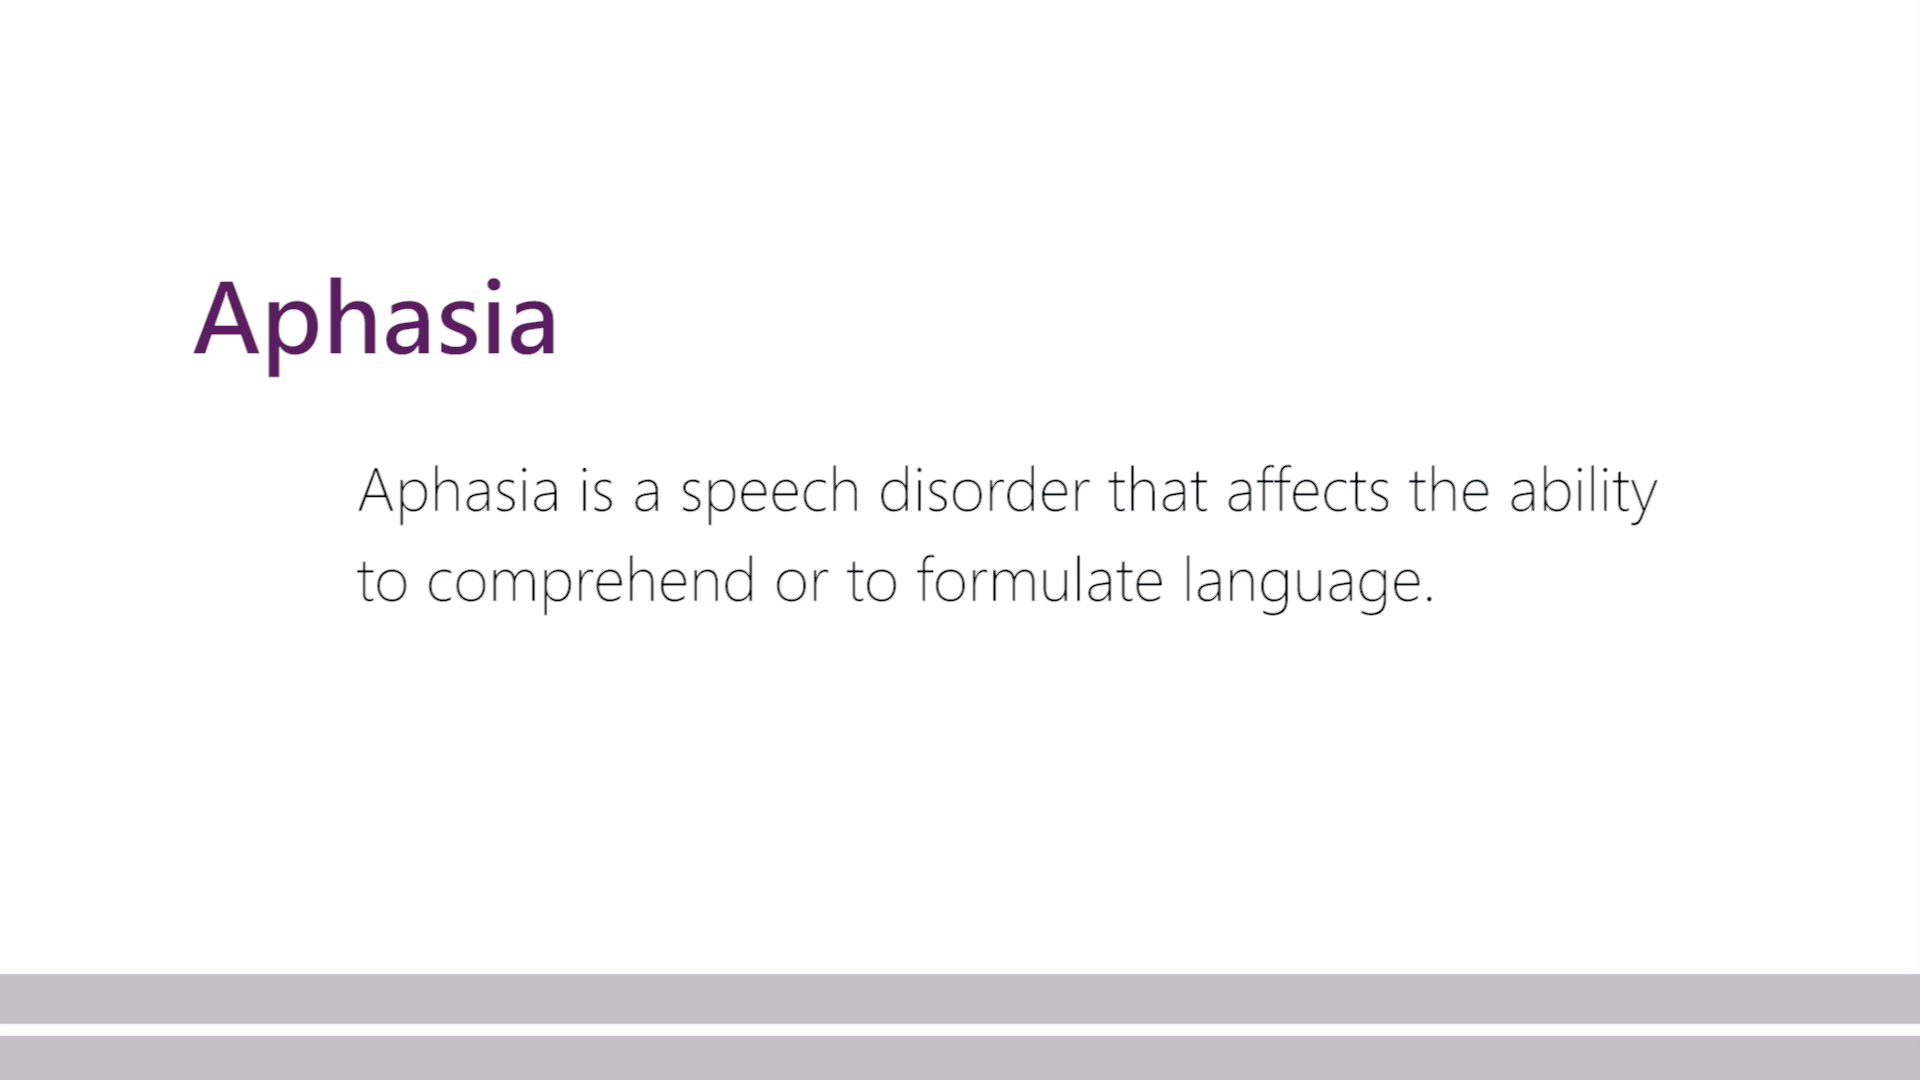 Aphasia
Aphasia is a speech disorder that affects the ability
to comprehend or to formulate language.